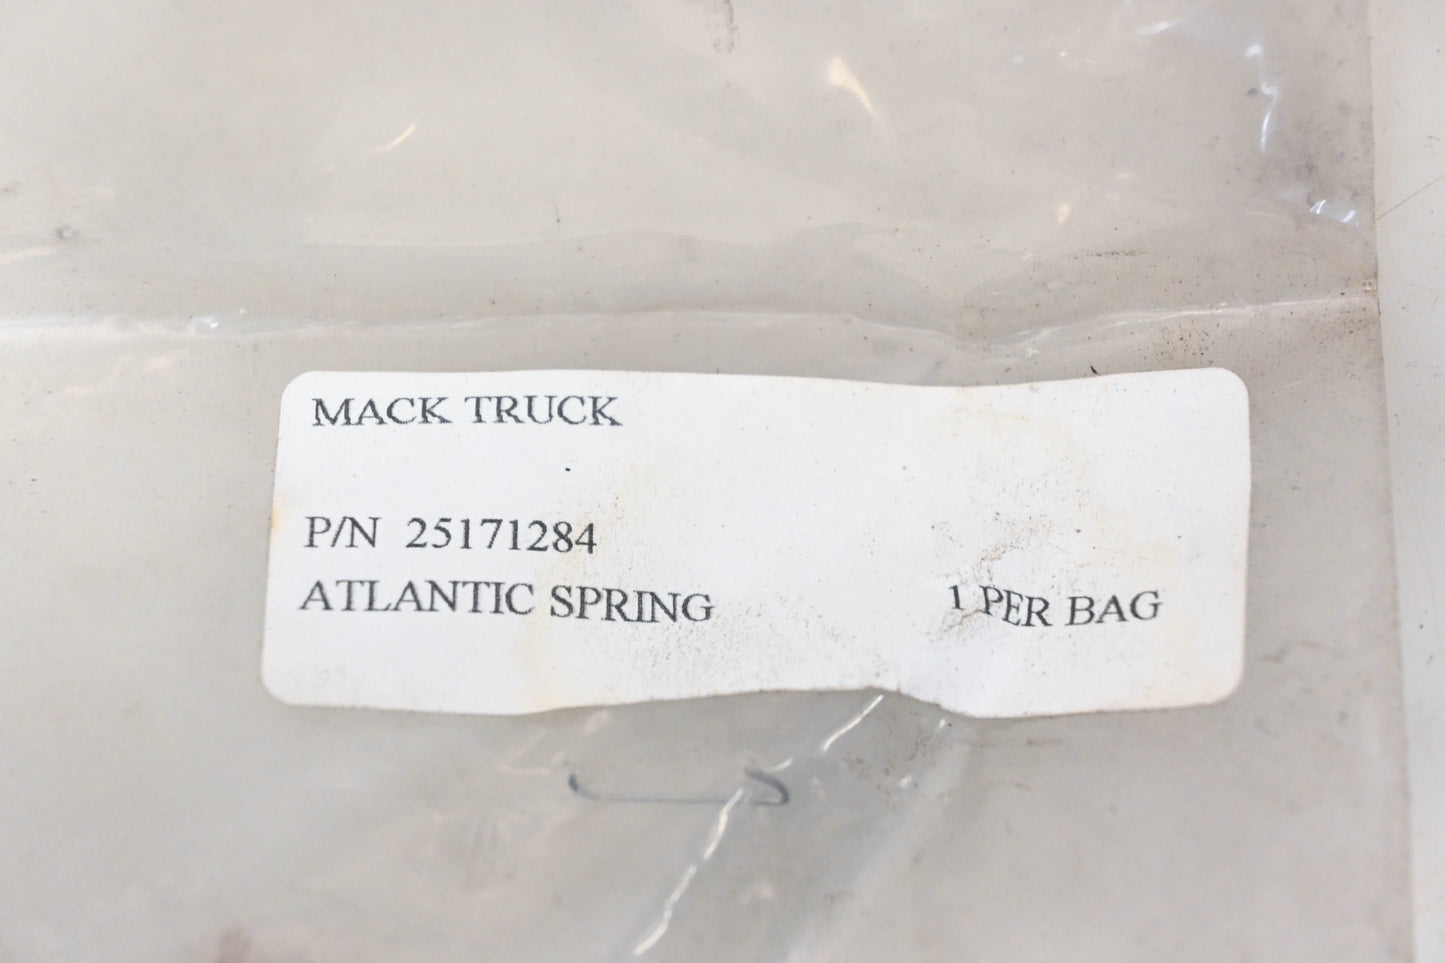 MACK TRUCK
P/N 25171284
ATLANTIC SPRING 1 PER BAG